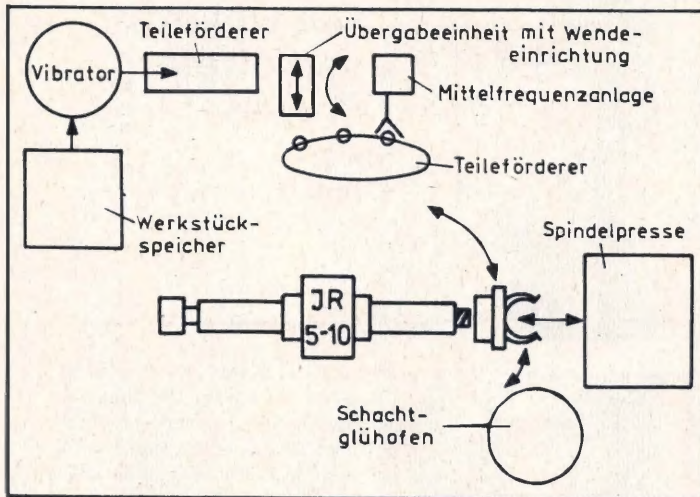 Teileförderer
Übergabeeinheit mit Wende-
einrichtung
Vibrator
Mittelfrequenzanlage
Teileförderer
Werkstück-
speicher
Spindelpresse
JR
5-10
Schacht-
glühofen